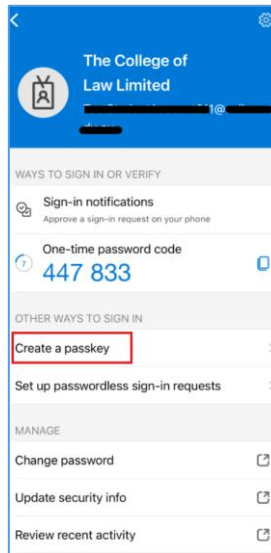 The College of
Law Limited
1@
WAYS TO SIGN IN OR VERIFY
Sign-in notifications
Approve a sign-in request on your phone
One-time password code
7
447 833
OTHER WAYS TO SIGN IN
Create a passkey
Set up passwordless sign-in requests
MANAGE
Change password
Update security info
Review recent activity